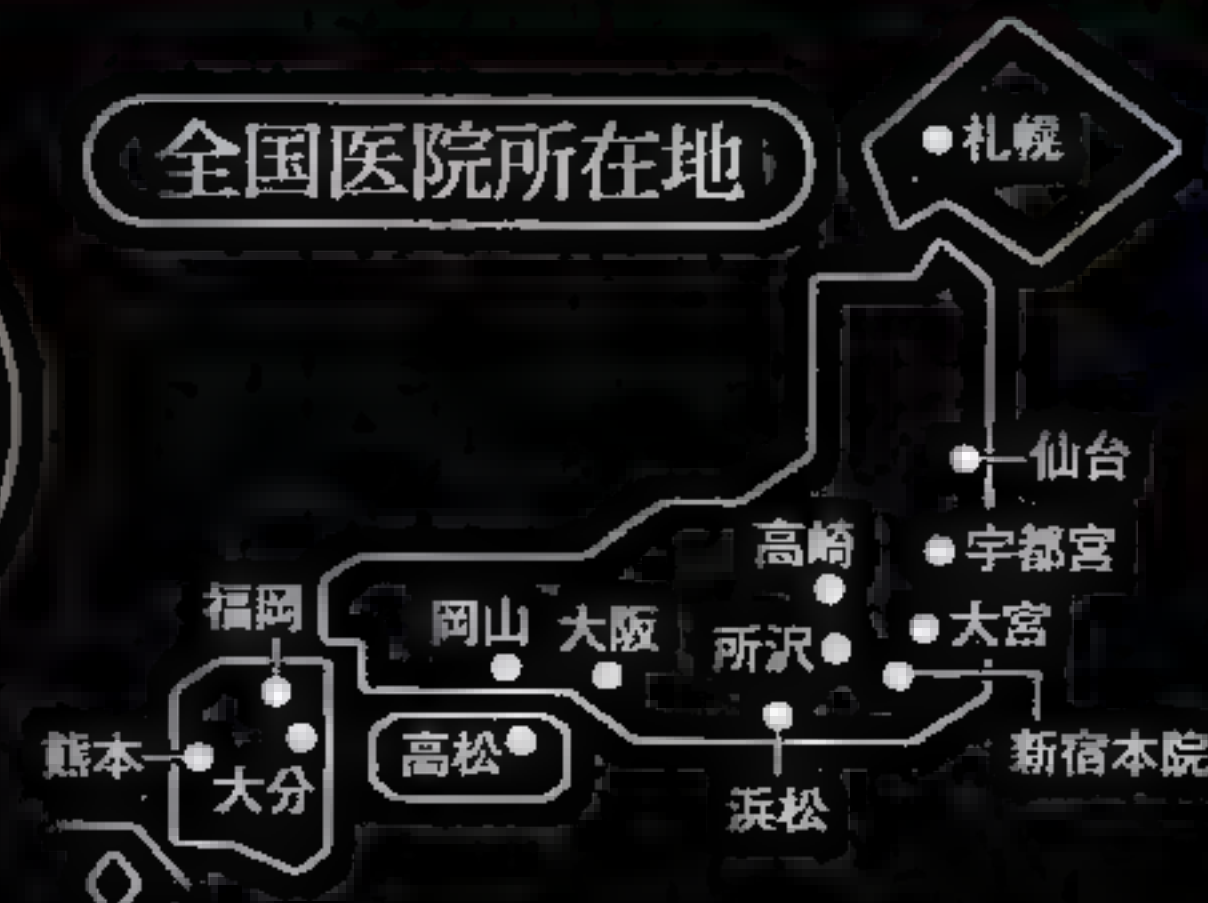 全国医院所在地
札幌
仙台
高崎
宇都宮
福岡
岡山
大阪
所沢
大宮
熊本
大分
高松
浜松
新宿本院